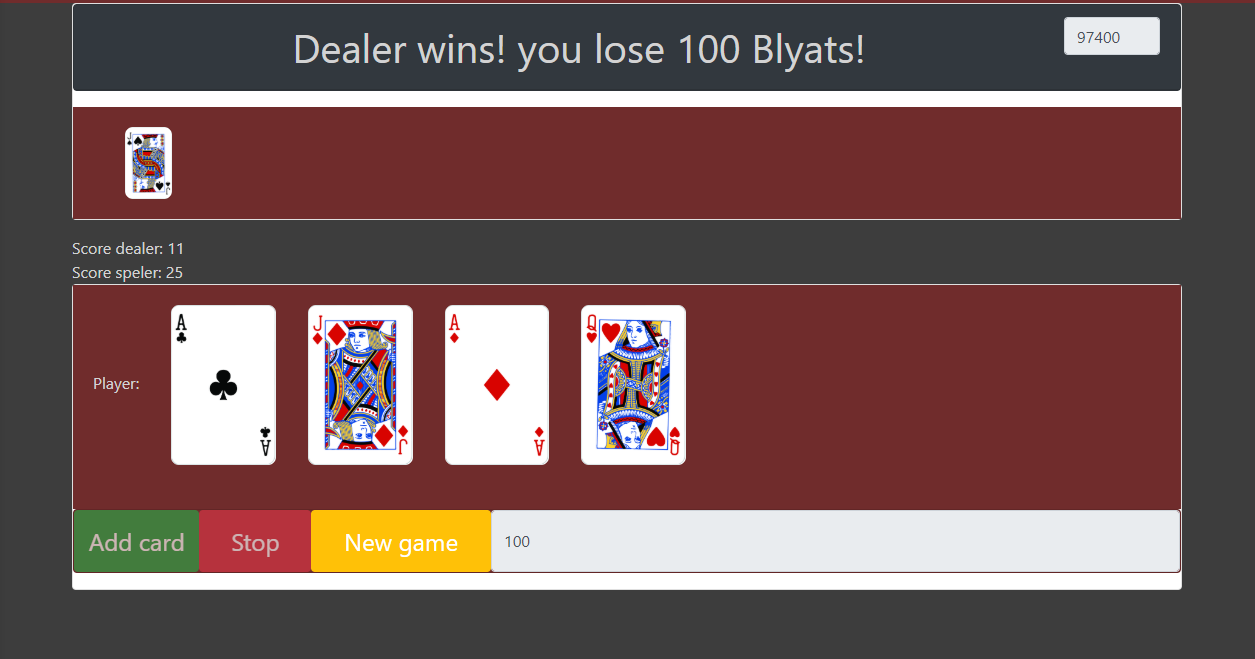 Dealer wins! you lose 100 Blyats!
97400
J
J
Score dealer: 11
Score speler: 25
Player:
A
A
J
J
A
A
Q
Q
Add card
Stop
New game
100